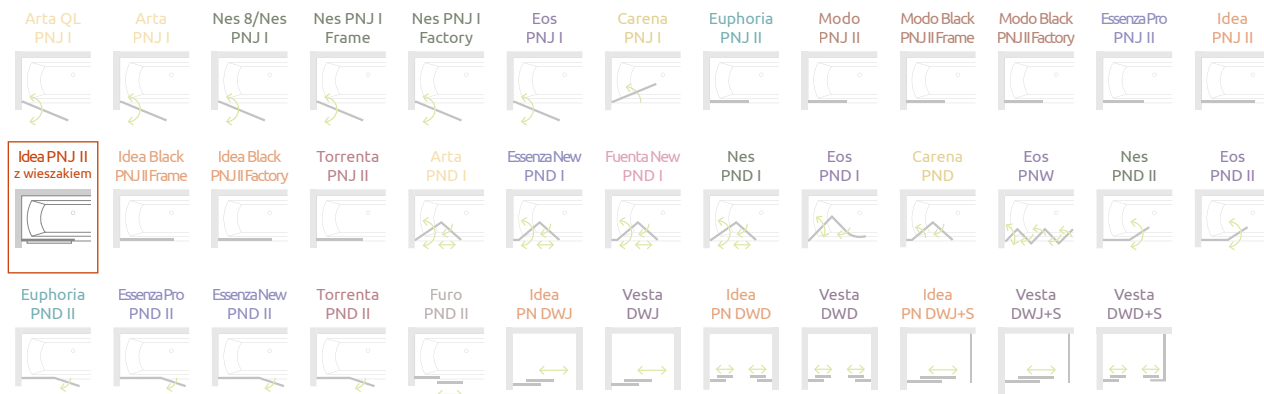 Arta QL
PNJ I
Arta
PNJ I
Nes 8/Nes
PNJ I
Nes PNJ I
Frame
Nes PNJ I
Factory
Eos
PNJ I
Carena
PNJ I
Euphoria
PNJ II
Modo
PNJ II
Modo Black
PNJ II Frame
Modo Black
PNJ II Factory
Essenza Pro
PNJ II
Idea
PNJ II
Idea PNJ II
z wieszakiem
Idea Black
PNJ II Frame
Idea Black
PNJ II Factory
Torrenta
PNJ II
Arta
PND I
Essenza New
PND I
Fuenta New
PND I
Nes
PND I
Eos
PND I
Carena
PND
Eos
PNW
Nes
PND II
Eos
PND II
Euphoria
PND II
Essenza Pro
PND II
Essenza New
PND II
Torrenta
PND II
Furo
PND II
Idea
PN DWJ
Vesta
DWJ
Idea
PN DWD
Vesta
DWD
Idea
PN DWJ+S
Vesta
DWJ+S
Vesta
DWD+S